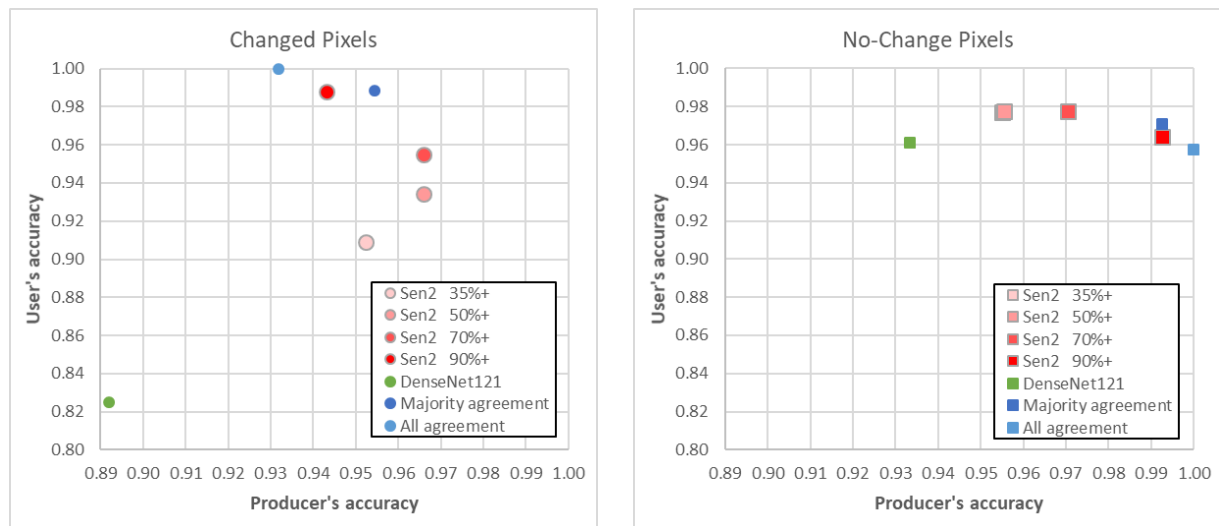 Changed Pixels
1.00
0.98
0.96
0.94
0.92
0.90
0.88
0.86
0.84
0.82
0.80
User's accuracy
Sen2 35%+
Sen2 50%+
Sen2 70%+
Sen2 90%+
DenseNet121
Majority agreement
All agreement
0.89 0.90 0.91 0.92 0.93 0.94 0.95 0.96 0.97 0.98 0.99 1.00
Producer's accuracy
No-Change Pixels
1.00
0.98
0.96
0.94
0.92
0.90
0.88
0.86
0.84
0.82
0.80
User's accuracy
Sen2 35%+
Sen2 50%+
Sen2 70%+
Sen2 90%+
DenseNet121
Majority agreement
All agreement
0.89 0.90 0.91 0.92 0.93 0.94 0.95 0.96 0.97 0.98 0.99 1.00
Producer's accuracy